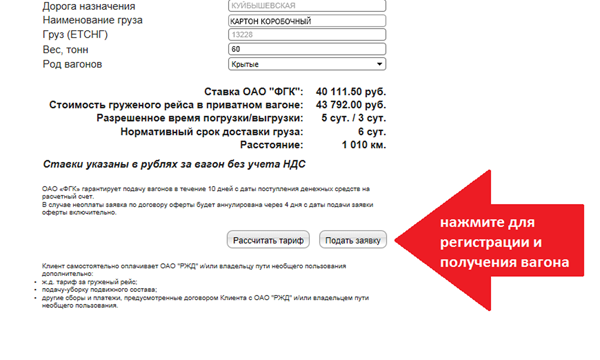 Дорога назначения КУЙБЫШЕВСКАЯ
Наименование груза КАРТОН КОРОБОЧНЫЙ
Груз (ЕТСНГ) 13228
Вес, тонн 60
Род вагонов Крытые
Ставка ОАО "ФГК": 40 111.50 руб.
Стоимость груженого рейса в приватном вагоне: 43 792.00 руб.
Разрешенное время погрузки/выгрузки: 5 сут. / 3 сут.
Нормативный срок доставки груза: 6 сут.
Расстояние: 1 010 км.
Ставки указаны в рублях за вагон без учета НДС
ОАО «ФГК» гарантирует подачу вагонов в течение 10 дней с даты поступления денежных средств на
расчетный счет.
В случае неоплаты заявка по договору оферты будет аннулирована через 4 дня с даты подачи заявки
оферты включительно.
Рассчитать тариф Подать заявку
нажмите для
регистрации и
получения вагона
Клиент самостоятельно оплачивает ОАО "РЖД" и/или владельцу пути необщего пользования
дополнительно:
• ж.д. тариф за груженый рейс;
• подачу-уборку подвижного состава;
• другие сборы и платежи, предусмотренные договором Клиента с ОАО "РЖД" и/или владельцем пути
необщего пользования.